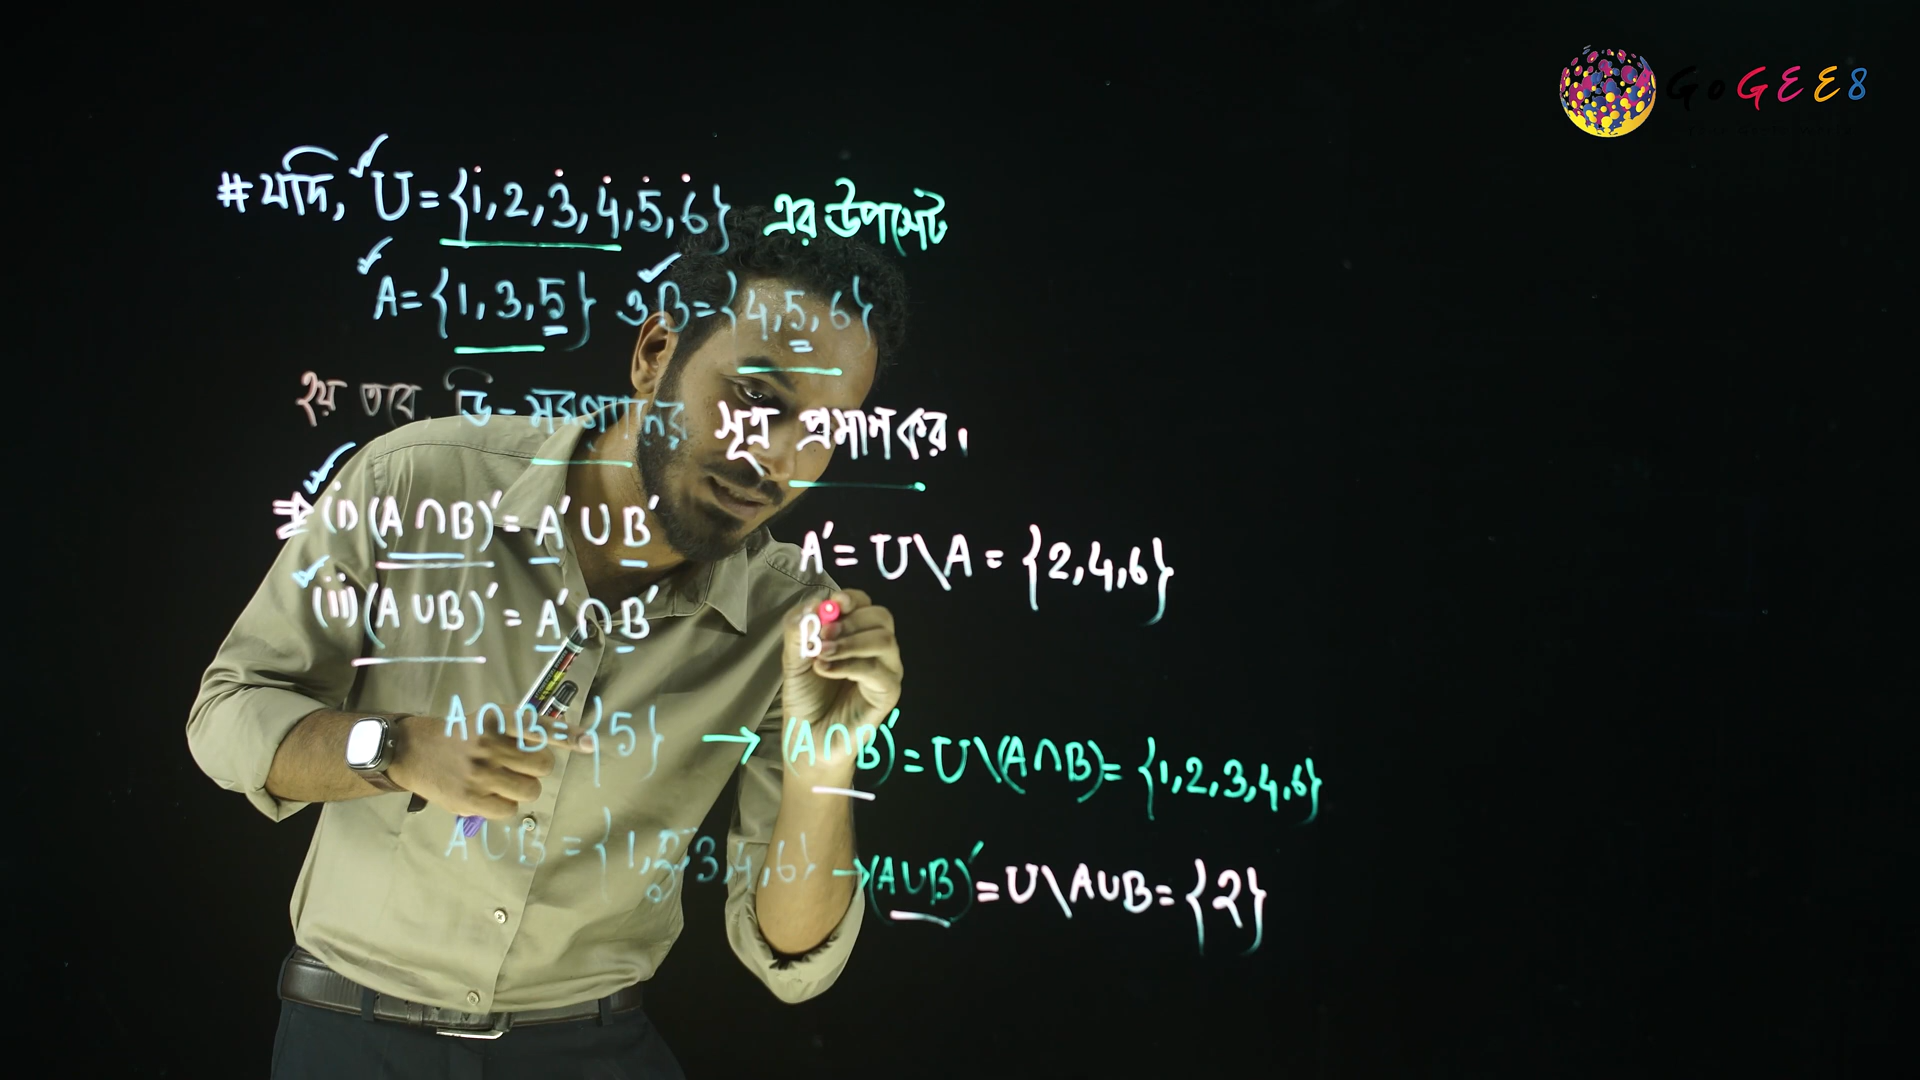 GOGEE8
# যদি, U = {1, 2, 3, 4, 5, 6} এর উপসেট
A = {1, 3, 5} ও B = {4, 5, 6}
হয় তবে, ডি-মরগ্যানের সূত্র প্রমান কর।
⇒ (i) (A ∩ B)′ = A′ ∪ B′
(ii) (A ∪ B)′ = A′ ∩ B′
A′ = U \ A = {2, 4, 6}
B
A ∩ B = {5} → (A ∩ B)′ = U \ (A ∩ B) = {1, 2, 3, 4, 6}
A ∪ B = {1, 5, 3, 4, 6} → (A ∪ B)′ = U \ A ∪ B = {2}